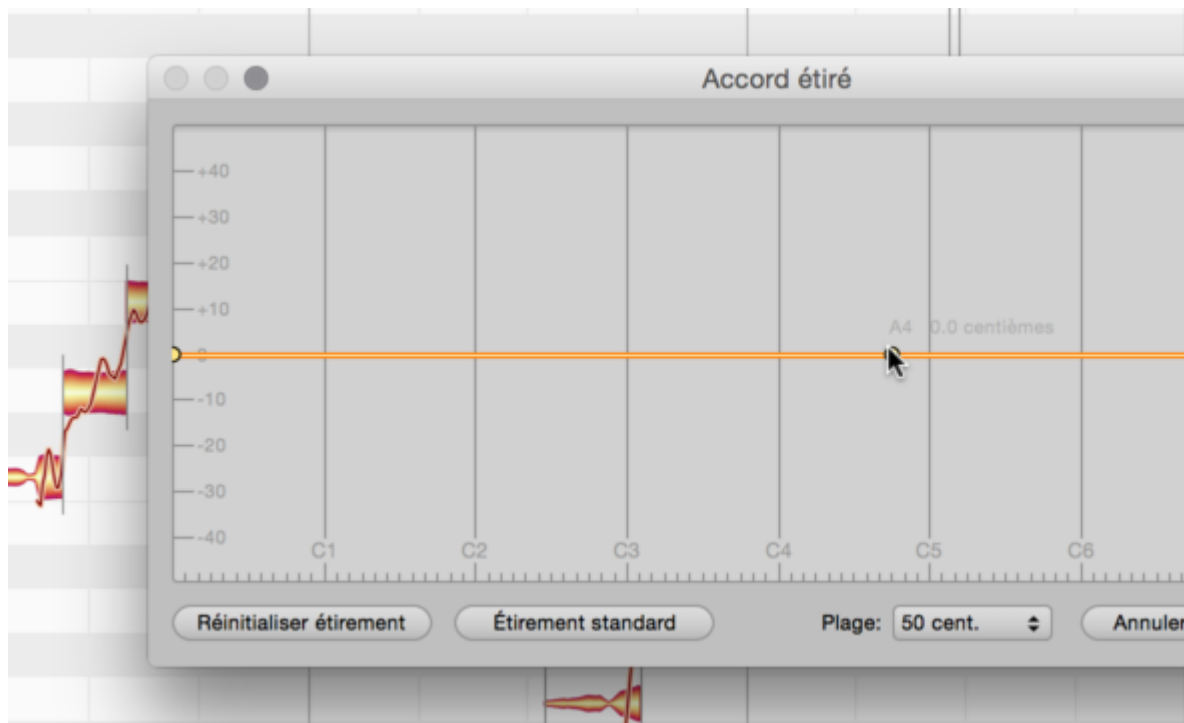 Accord étiré
+40
+30
+20
+10
A4 0.0 centièmes
0
-10
-20
-30
-40
C1 C2 C3 C4 C5 C6
Réinitialiser étirement Étirement standard Plage: 50 cent. Annuler